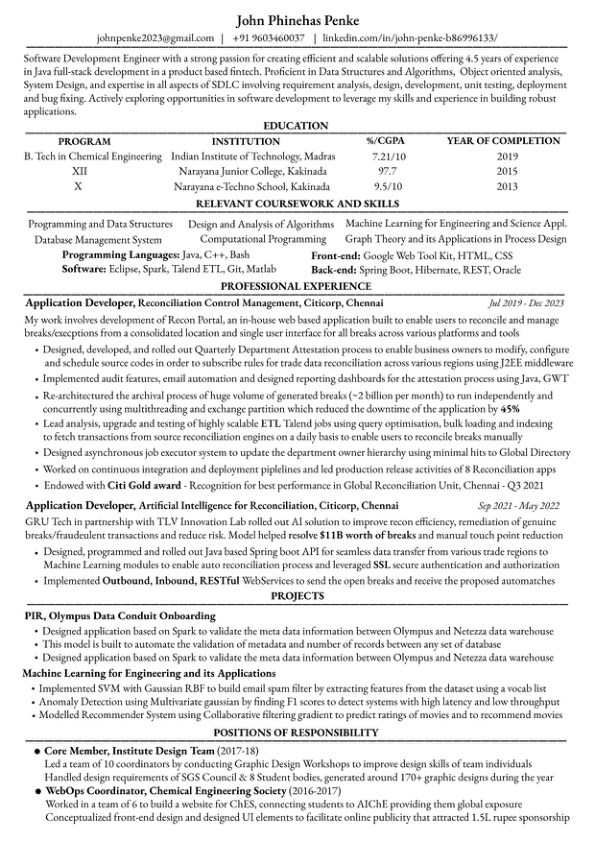 John Phinehas Penke
johnpenke2023@gmail.com | +91 9603460037 | linkedin.com/in/john-penke-b86996133/
Software Development Engineer with a strong passion for creating efficient and scalable solutions offering 4.5 years of experience
in Java full-stack development in a product based fintech. Proficient in Data Structures and Algorithms, Object oriented analysis,
System Design, and expertise in all aspects of SDLC involving requirement analysis, design, development, unit testing, deployment
and bug fixing. Actively exploring opportunities in software development to leverage my skills and experience in building robust
applications.
EDUCATION
PROGRAM INSTITUTION %/CGPA YEAR OF COMPLETION
B. Tech in Chemical Engineering Indian Institute of Technology, Madras 7.21/10 2019
XII Narayana Junior College, Kakinada 97.7 2015
X Narayana e-Techno School, Kakinada 9.5/10 2013
RELEVANT COURSEWORK AND SKILLS
Programming and Data Structures Design and Analysis of Algorithms Machine Learning for Engineering and Science Appl.
Database Management System Computational Programming Graph Theory and its Applications in Process Design
Programming Languages: Java, C++, Bash Front-end: Google Web Tool Kit, HTML, CSS
Software: Eclipse, Spark, Talend ETL, Git, Matlab Back-end: Spring Boot, Hibernate, REST, Oracle
PROFESSIONAL EXPERIENCE
Application Developer, Reconciliation Control Management, Citicorp, Chennai Jul 2019 - Dec 2023
My work involves development of Recon Portal, an in-house web based application built to enable users to reconcile and manage
breaks/execptions from a consolidated location and single user interface for all breaks across various platforms and tools
• Designed, developed, and rolled out Quarterly Department Attestation process to enable business owners to modify, configure
and schedule source codes in order to subscribe rules for trade data reconciliation across various regions using J2EE middleware
• Implemented audit features, email automation and designed reporting dashboards for the attestation process using Java, GWT
• Re-architectured the archival process of huge volume of generated breaks (~2 billion per month) to run independently and
concurrently using multithreading and exchange partition which reduced the downtime of the application by 45%
• Lead analysis, upgrade and testing of highly scalable ETL Talend jobs using query optimisation, bulk loading and indexing
to fetch transactions from source reconciliation engines on a daily basis to enable users to reconcile breaks manually
• Designed asynchronous job executor system to update the department owner hierarchy using minimal hits to Global Directory
• Worked on continuous integration and deployment piplelines and led production release activities of 8 Reconciliation apps
• Endowed with Citi Gold award - Recognition for best performance in Global Reconciliation Unit, Chennai - Q3 2021
Application Developer, Artificial Intelligence for Reconciliation, Citicorp, Chennai Sep 2021 - May 2022
GRU Tech in partnership with TLV Innovation Lab rolled out AI solution to improve recon efficiency, remediation of genuine
breaks/fraudeulent transactions and reduce risk. Model helped resolve $11B worth of breaks and manual touch point reduction
• Designed, programmed and rolled out Java based Spring boot API for seamless data transfer from various trade regions to
Machine Learning modules to enable auto reconciliation process and leveraged SSL secure authentication and authorization
• Implemented Outbound, Inbound, RESTful WebServices to send the open breaks and receive the proposed automatches
PROJECTS
PIR, Olympus Data Conduit Onboarding
• Designed application based on Spark to validate the meta data information between Olympus and Netezza data warehouse
• This model is built to automate the validation of metadata and number of records between any set of database
• Designed application based on Spark to validate the meta data information between Olympus and Netezza data warehouse
Machine Learning for Engineering and its Applications
• Implemented SVM with Gaussian RBF to build email spam filter by extracting features from the dataset using a vocab list
• Anomaly Detection using Multivariate gaussian by finding F1 scores to detect systems with high latency and low throughput
• Modelled Recommender System using Collaborative filtering gradient to predict ratings of movies and to recommend movies
POSITIONS OF RESPONSIBILITY
• Core Member, Institute Design Team (2017-18)
Led a team of 10 coordinators by conducting Graphic Design Workshops to improve design skills of team individuals
Handled design requirements of SGS Council & 8 Student bodies, generated around 170+ graphic designs during the year
• WebOps Coordinator, Chemical Engineering Society (2016-2017)
Worked in a team of 6 to build a website for ChES, connecting students to AIChE providing them global exposure
Conceptualized front-end design and designed UI elements to facilitate online publicity that attracted 1.5L rupee sponsorship